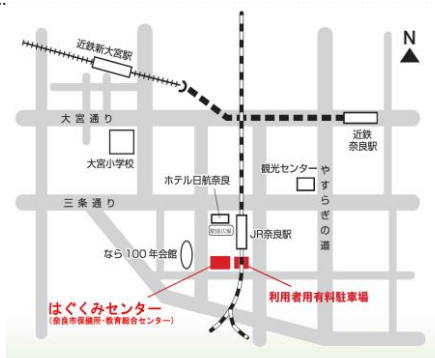 近鉄新大宮駅
N
大宮通り
近鉄
奈良駅
大宮小学校
ホテル日航奈良
観光センター
やすらぎの道
三条通り
JR奈良駅
なら100年会館
はぐくみセンター
(奈良市保健所・教育総合センター)
利用者用有料駐車場